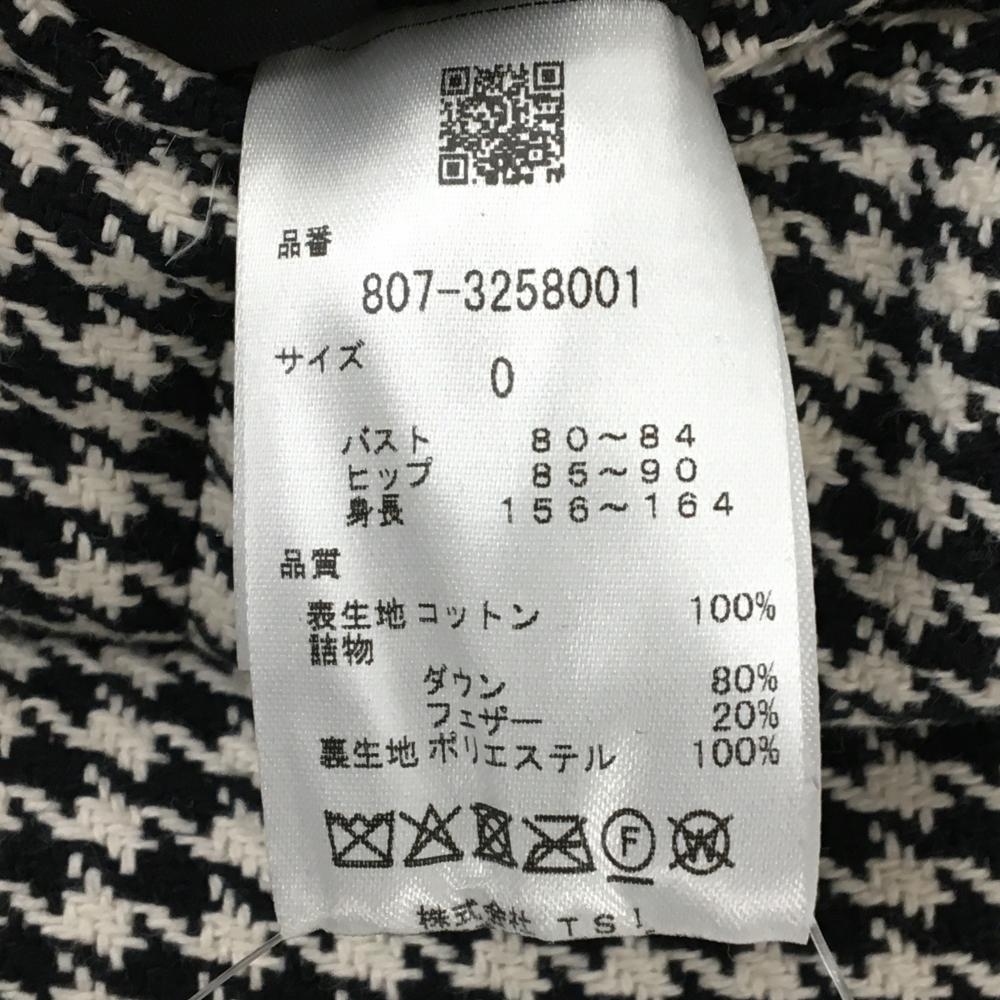 品番
807-3258001
サイズ
0
バスト 80～84
ヒップ 85～90
身長 156～164
品質
表生地 コットン 100%
詰物
ダウン 80%
フェザー 20%
裏生地 ポリエステル 100%
F W
株式会社 TSI